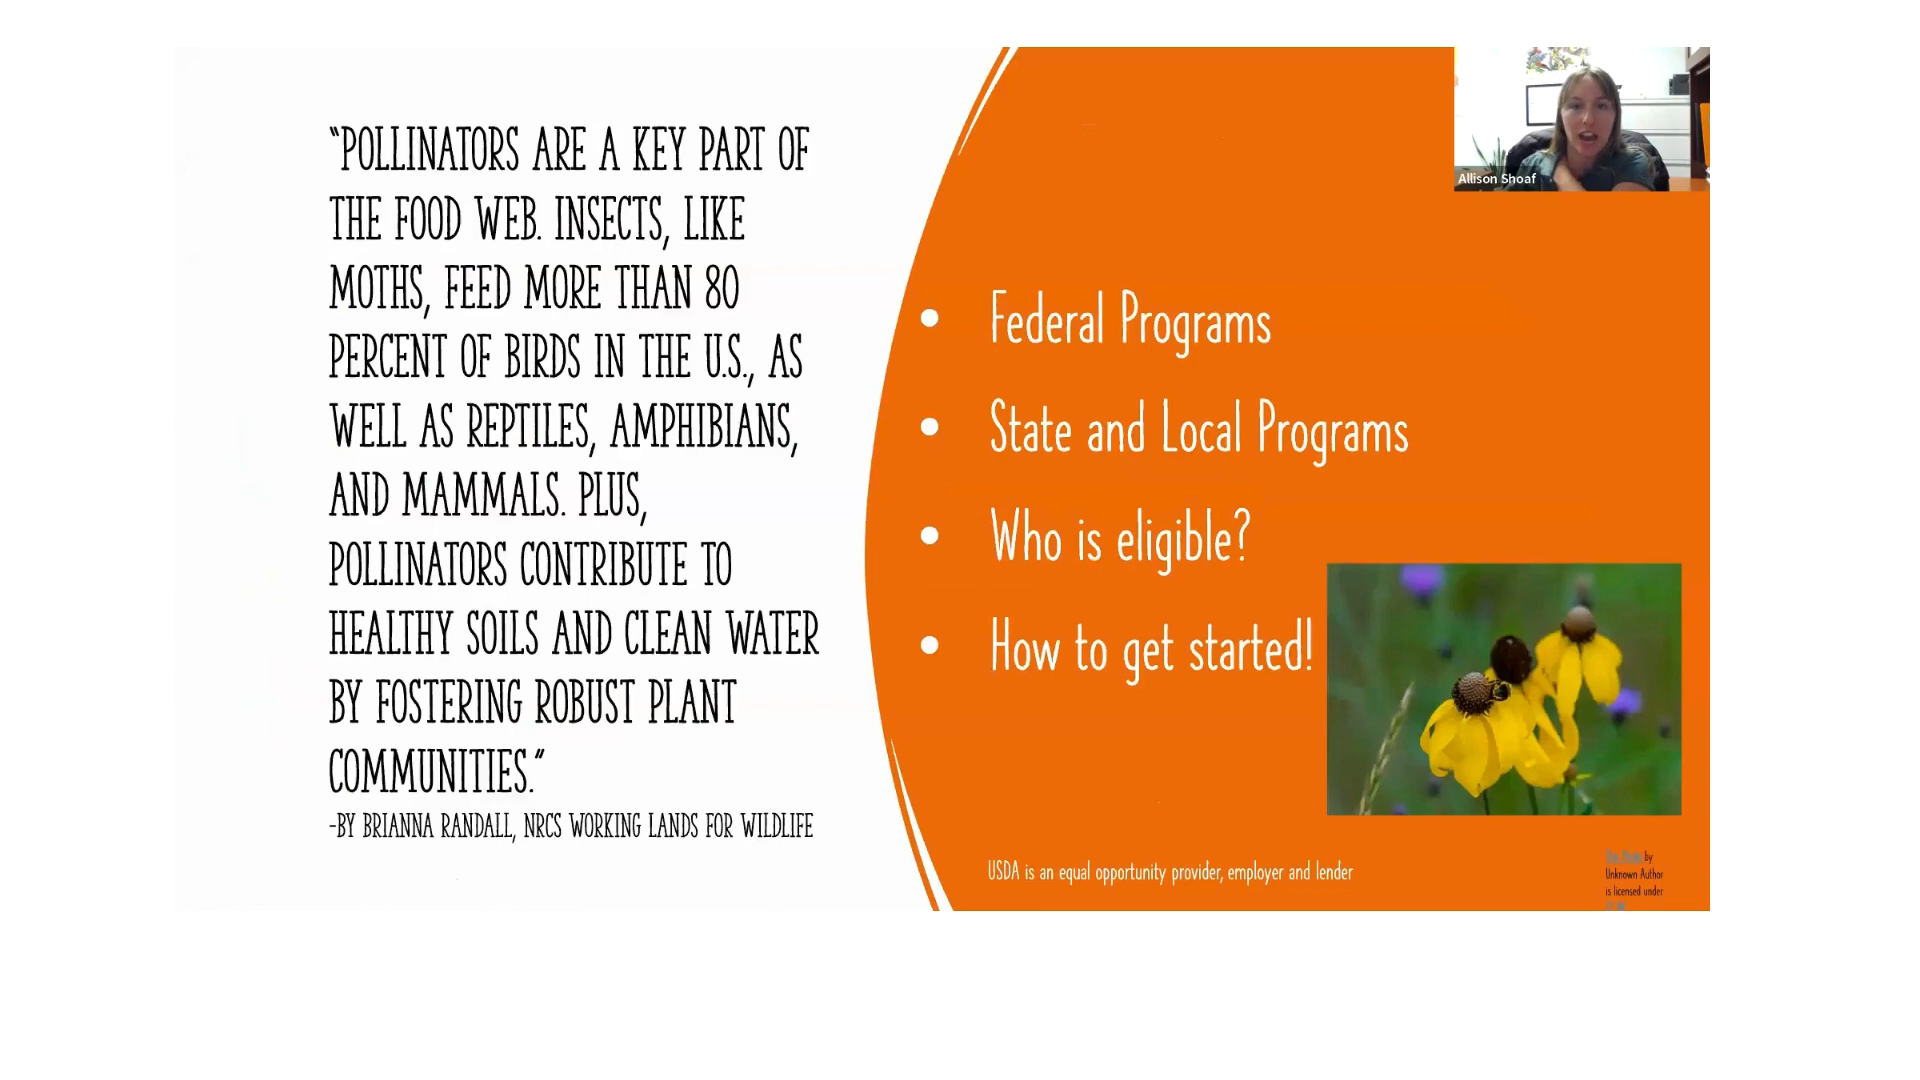 “POLLINATORS ARE A KEY PART OF
THE FOOD WEB. INSECTS, LIKE
MOTHS, FEED MORE THAN 80
PERCENT OF BIRDS IN THE U.S., AS
WELL AS REPTILES, AMPHIBIANS,
AND MAMMALS. PLUS,
POLLINATORS CONTRIBUTE TO
HEALTHY SOILS AND CLEAN WATER
BY FOSTERING ROBUST PLANT
COMMUNITIES.”
-BY BRIANNA RANDALL, NRCS WORKING LANDS FOR WILDLIFE
Allison Shoaf
• Federal Programs
• State and Local Programs
• Who is eligible?
• How to get started!
USDA is an equal opportunity provider, employer and lender
by
Unknown Author
is licensed under